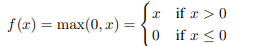 f(x) = max(0, x) = { x if x > 0
0 if x ≤ 0